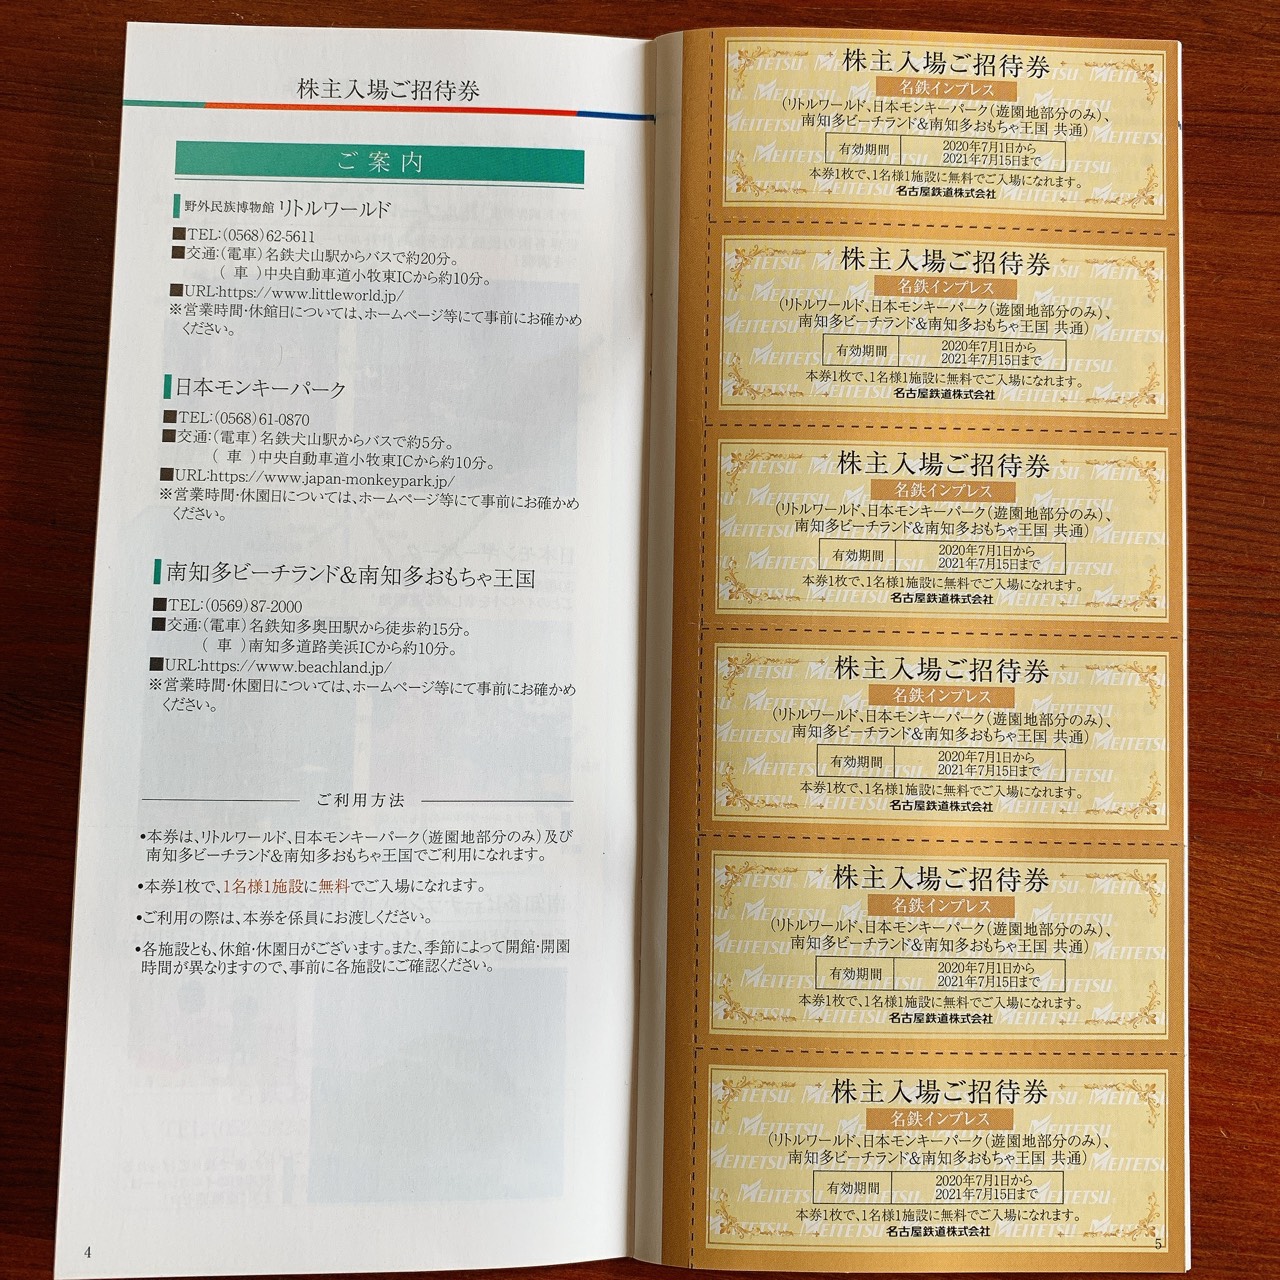 株主入場ご招待券
ご案内
野外民族博物館 リトルワールド
■TEL:(0568)62-5611
■交通:(電車)名鉄犬山駅からバスで約20分。
(車)中央自動車道小牧東ICから約10分。
■URL:https://www.littleworld.jp/
※営業時間・休館日については、ホームページ等にて事前にお確かめ
ください。
日本モンキーパーク
■TEL:(0568)61-0870
■交通:(電車)名鉄犬山駅からバスで約5分。
(車)中央自動車道小牧東ICから約10分。
■URL:https://www.japan-monkeypark.jp/
※営業時間・休園日については、ホームページ等にて事前にお確かめ
ください。
南知多ビーチランド&南知多おもちゃ王国
■TEL:(0569)87-2000
■交通:(電車)名鉄知多奥田駅から徒歩約15分。
(車)南知多道路美浜ICから約10分。
■URL:https://www.beachland.jp/
※営業時間・休園日については、ホームページ等にて事前にお確かめ
ください。
ご利用方法
•本券は、リトルワールド、日本モンキーパーク(遊園地部分のみ)及び
南知多ビーチランド&南知多おもちゃ王国でご利用になれます。
•本券1枚で、1名様1施設に無料でご入場になれます。
•ご利用の際は、本券を係員にお渡しください。
•各施設とも、休館・休園日がございます。また、季節によって開館・開園
時間が異なりますので、事前に各施設にご確認ください。
4
株主入場ご招待券
名鉄インプレス
(リトルワールド、日本モンキーパーク(遊園地部分のみ)、
南知多ビーチランド&南知多おもちゃ王国 共通)
有効期間 2020年7月1日から
2021年7月15日まで
本券1枚で、1名様1施設に無料でご入場になれます。
名古屋鉄道株式会社
株主入場ご招待券
名鉄インプレス
(リトルワールド、日本モンキーパーク(遊園地部分のみ)、
南知多ビーチランド&南知多おもちゃ王国 共通)
有効期間 2020年7月1日から
2021年7月15日まで
本券1枚で、1名様1施設に無料でご入場になれます。
名古屋鉄道株式会社
株主入場ご招待券
名鉄インプレス
(リトルワールド、日本モンキーパーク(遊園地部分のみ)、
南知多ビーチランド&南知多おもちゃ王国 共通)
有効期間 2020年7月1日から
2021年7月15日まで
本券1枚で、1名様1施設に無料でご入場になれます。
名古屋鉄道株式会社
株主入場ご招待券
名鉄インプレス
(リトルワールド、日本モンキーパーク(遊園地部分のみ)、
南知多ビーチランド&南知多おもちゃ王国 共通)
有効期間 2020年7月1日から
2021年7月15日まで
本券1枚で、1名様1施設に無料でご入場になれます。
名古屋鉄道株式会社
株主入場ご招待券
名鉄インプレス
(リトルワールド、日本モンキーパーク(遊園地部分のみ)、
南知多ビーチランド&南知多おもちゃ王国 共通)
有効期間 2020年7月1日から
2021年7月15日まで
本券1枚で、1名様1施設に無料でご入場になれます。
名古屋鉄道株式会社
株主入場ご招待券
名鉄インプレス
(リトルワールド、日本モンキーパーク(遊園地部分のみ)、
南知多ビーチランド&南知多おもちゃ王国 共通)
有効期間 2020年7月1日から
2021年7月15日まで
本券1枚で、1名様1施設に無料でご入場になれます。
名古屋鉄道株式会社
5